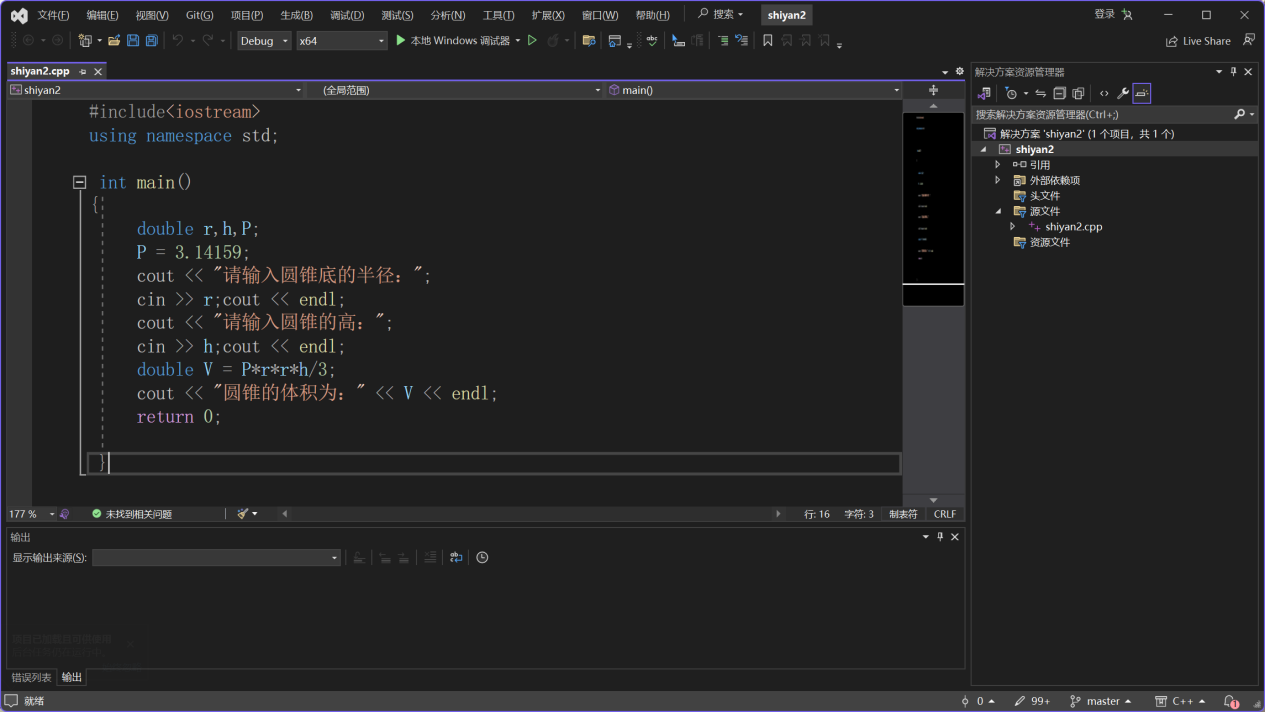 文件(F) 编辑(E) 视图(V) Git(G) 项目(P) 生成(B) 调试(D) 测试(S) 分析(N) 工具(T) 扩展(X) 窗口(W) 帮助(H) 搜索 shiyan2 登录
Debug x64 本地 Windows 调试器 Live Share
shiyan2.cpp
shiyan2 (全局范围) main()
#include<iostream>
using namespace std;
int main()
{
double r,h,P;
P = 3.14159;
cout << "请输入圆锥底的半径：";
cin >> r;cout << endl;
cout << "请输入圆锥的高：";
cin >> h;cout << endl;
double V = P*r*r*h/3;
cout << "圆锥的体积为：" << V << endl;
return 0;
}
177 % 未找到相关问题 行: 16 字符: 3 制表符 CRLF
输出
显示输出来源(S):
错误列表 输出
解决方案资源管理器
搜索解决方案资源管理器(Ctrl+;)
解决方案 'shiyan2' (1 个项目，共 1 个)
shiyan2
引用
外部依赖项
头文件
源文件
shiyan2.cpp
资源文件
就绪 0 99+ master C++ 1